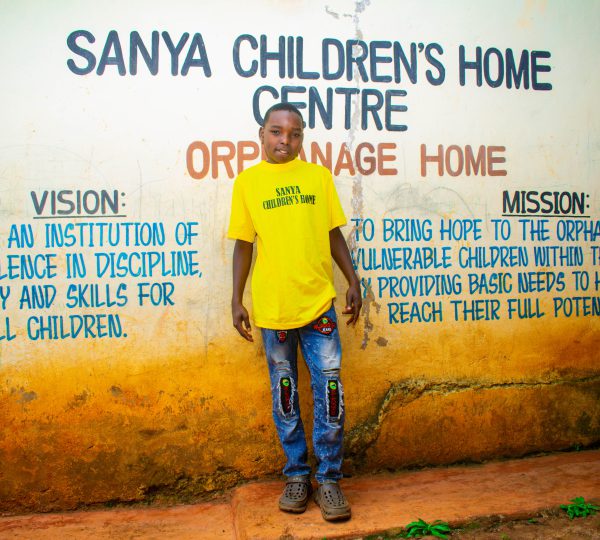 SANYA CHILDREN'S HOME
CENTRE
ORPHANAGE HOME
VISION:
AN INSTITUTION OF
LENCE IN DISCIPLINE,
Y AND SKILLS FOR
LL CHILDREN.
MISSION:
TO BRING HOPE TO THE ORPHA
VULNERABLE CHILDREN WITHIN T
Y PROVIDING BASIC NEEDS TO H
REACH THEIR FULL POTEN
SANYA
CHILDREN'S HOME